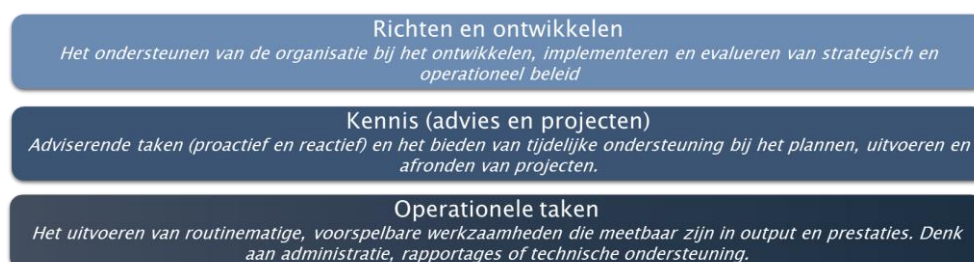 Richten en ontwikkelen
Het ondersteunen van de organisatie bij het ontwikkelen, implementeren en evalueren van strategisch en
operationeel beleid
Kennis (advies en projecten)
Adviserende taken (proactief en reactief) en het bieden van tijdelijke ondersteuning bij het plannen, uitvoeren en
afronden van projecten.
Operationele taken
Het uitvoeren van routinematige, voorspelbare werkzaamheden die meetbaar zijn in output en prestaties. Denk
aan administratie, rapportages of technische ondersteuning.